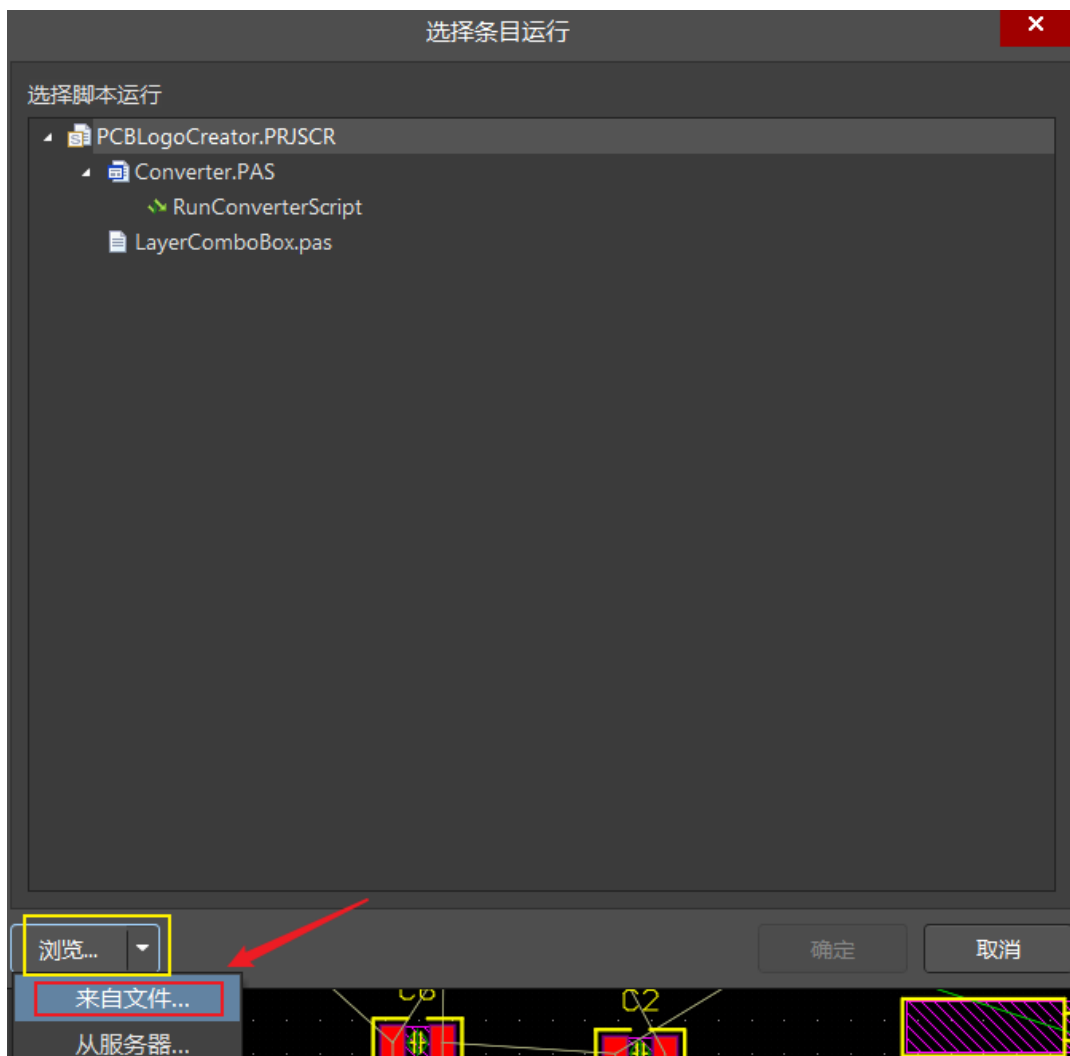 选择条目运行
选择脚本运行
PCBLogoCreator.PRJSCR
Converter.PAS
RunConverterScript
LayerComboBox.pas
浏览...
确定
取消
来自文件...
从服务器...
C2